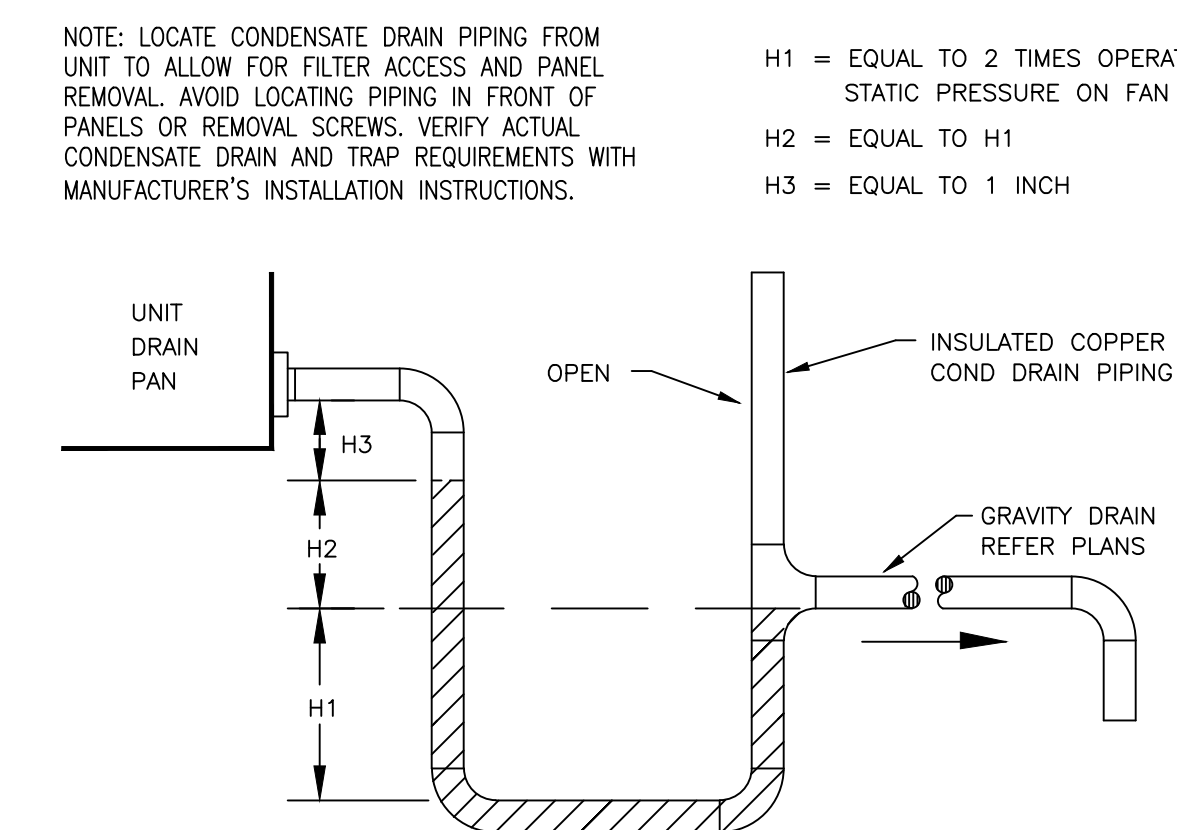 NOTE: LOCATE CONDENSATE DRAIN PIPING FROM
UNIT TO ALLOW FOR FILTER ACCESS AND PANEL
REMOVAL. AVOID LOCATING PIPING IN FRONT OF
PANELS OR REMOVAL SCREWS. VERIFY ACTUAL
CONDENSATE DRAIN AND TRAP REQUIREMENTS WITH
MANUFACTURER'S INSTALLATION INSTRUCTIONS.
H1 = EQUAL TO 2 TIMES
STATIC PRESSURE ON FAN
H2 = EQUAL TO H1
H3 = EQUAL TO 1 INCH
UNIT
DRAIN
PAN
OPEN
INSULATED COPPER
COND DRAIN PIPING
H3
GRAVITY DRAIN
REFER PLANS
H2
H1